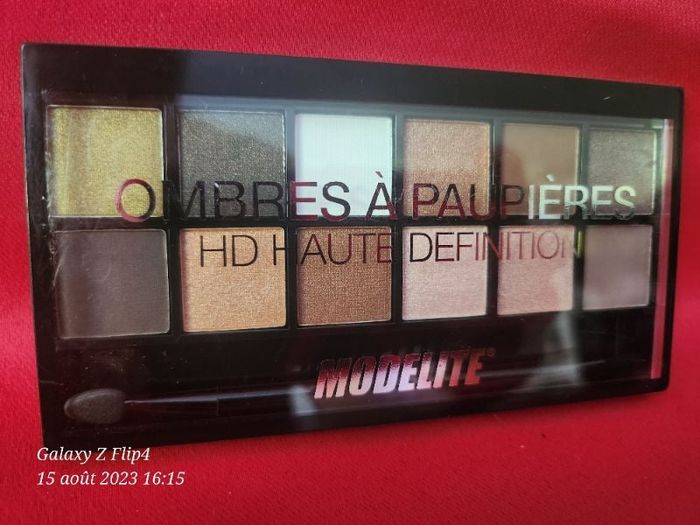 OMBRES À PAUPIÈRES
HD HAUTE DEFINITION
MODELITE®
Galaxy Z Flip4
15 août 2023 16:15